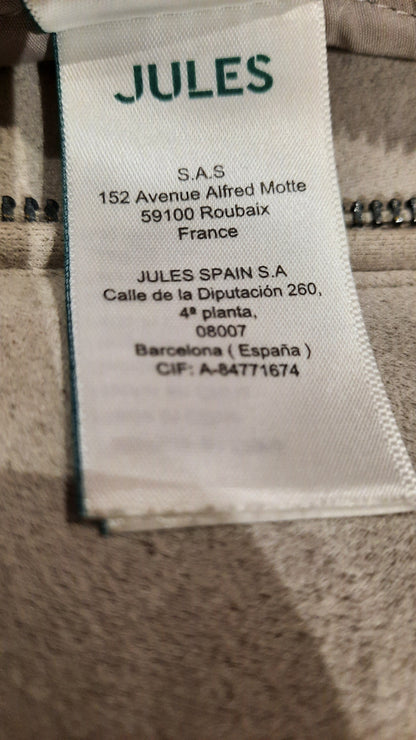 JULES
S.A.S
152 Avenue Alfred Motte
59100 Roubaix
France
JULES SPAIN S.A
Calle de la Diputación 260,
4ª planta,
08007
Barcelona ( España )
CIF: A-84771674